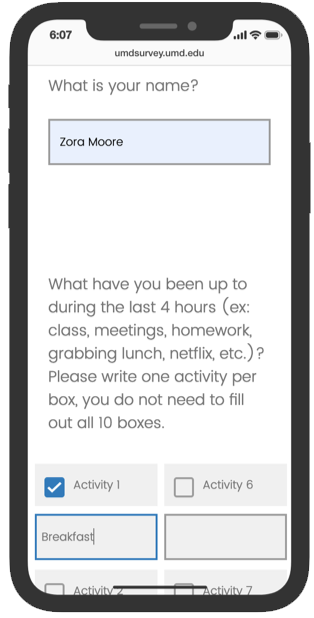 6:07
umdsurvey.umd.edu
What is your name?
Zora Moore
What have you been up to
during the last 4 hours (ex:
class, meetings, homework,
grabbing lunch, netflix, etc.)?
Please write one activity per
box, you do not need to fill
out all 10 boxes.
Activity 1
Activity 6
Breakfast
Activity 2
Activity 7